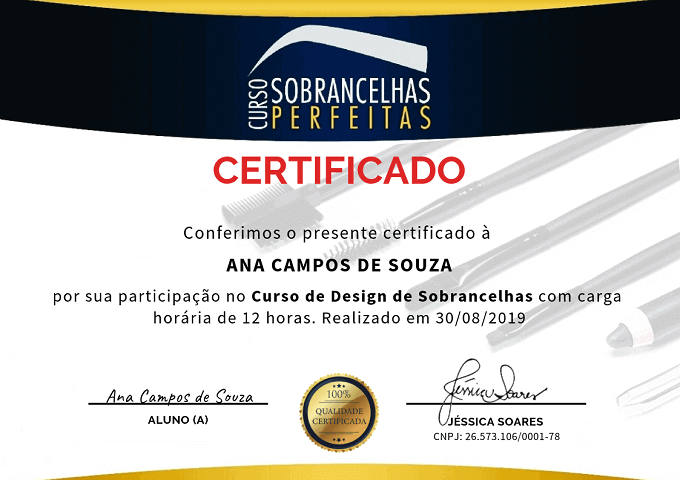 CURSO
SOBRANCELHAS
PERFEITAS
CERTIFICADO
Conferimos o presente certificado à
ANA CAMPOS DE SOUZA
por sua participação no Curso de Design de Sobrancelhas com carga
horária de 12 horas. Realizado em 30/08/2019
Ana Campos de Souza
ALUNO (A)
100%
QUALIDADE
CERTIFICADA
Jéssica Soares
JÉSSICA SOARES
CNPJ: 26.573.106/0001-78